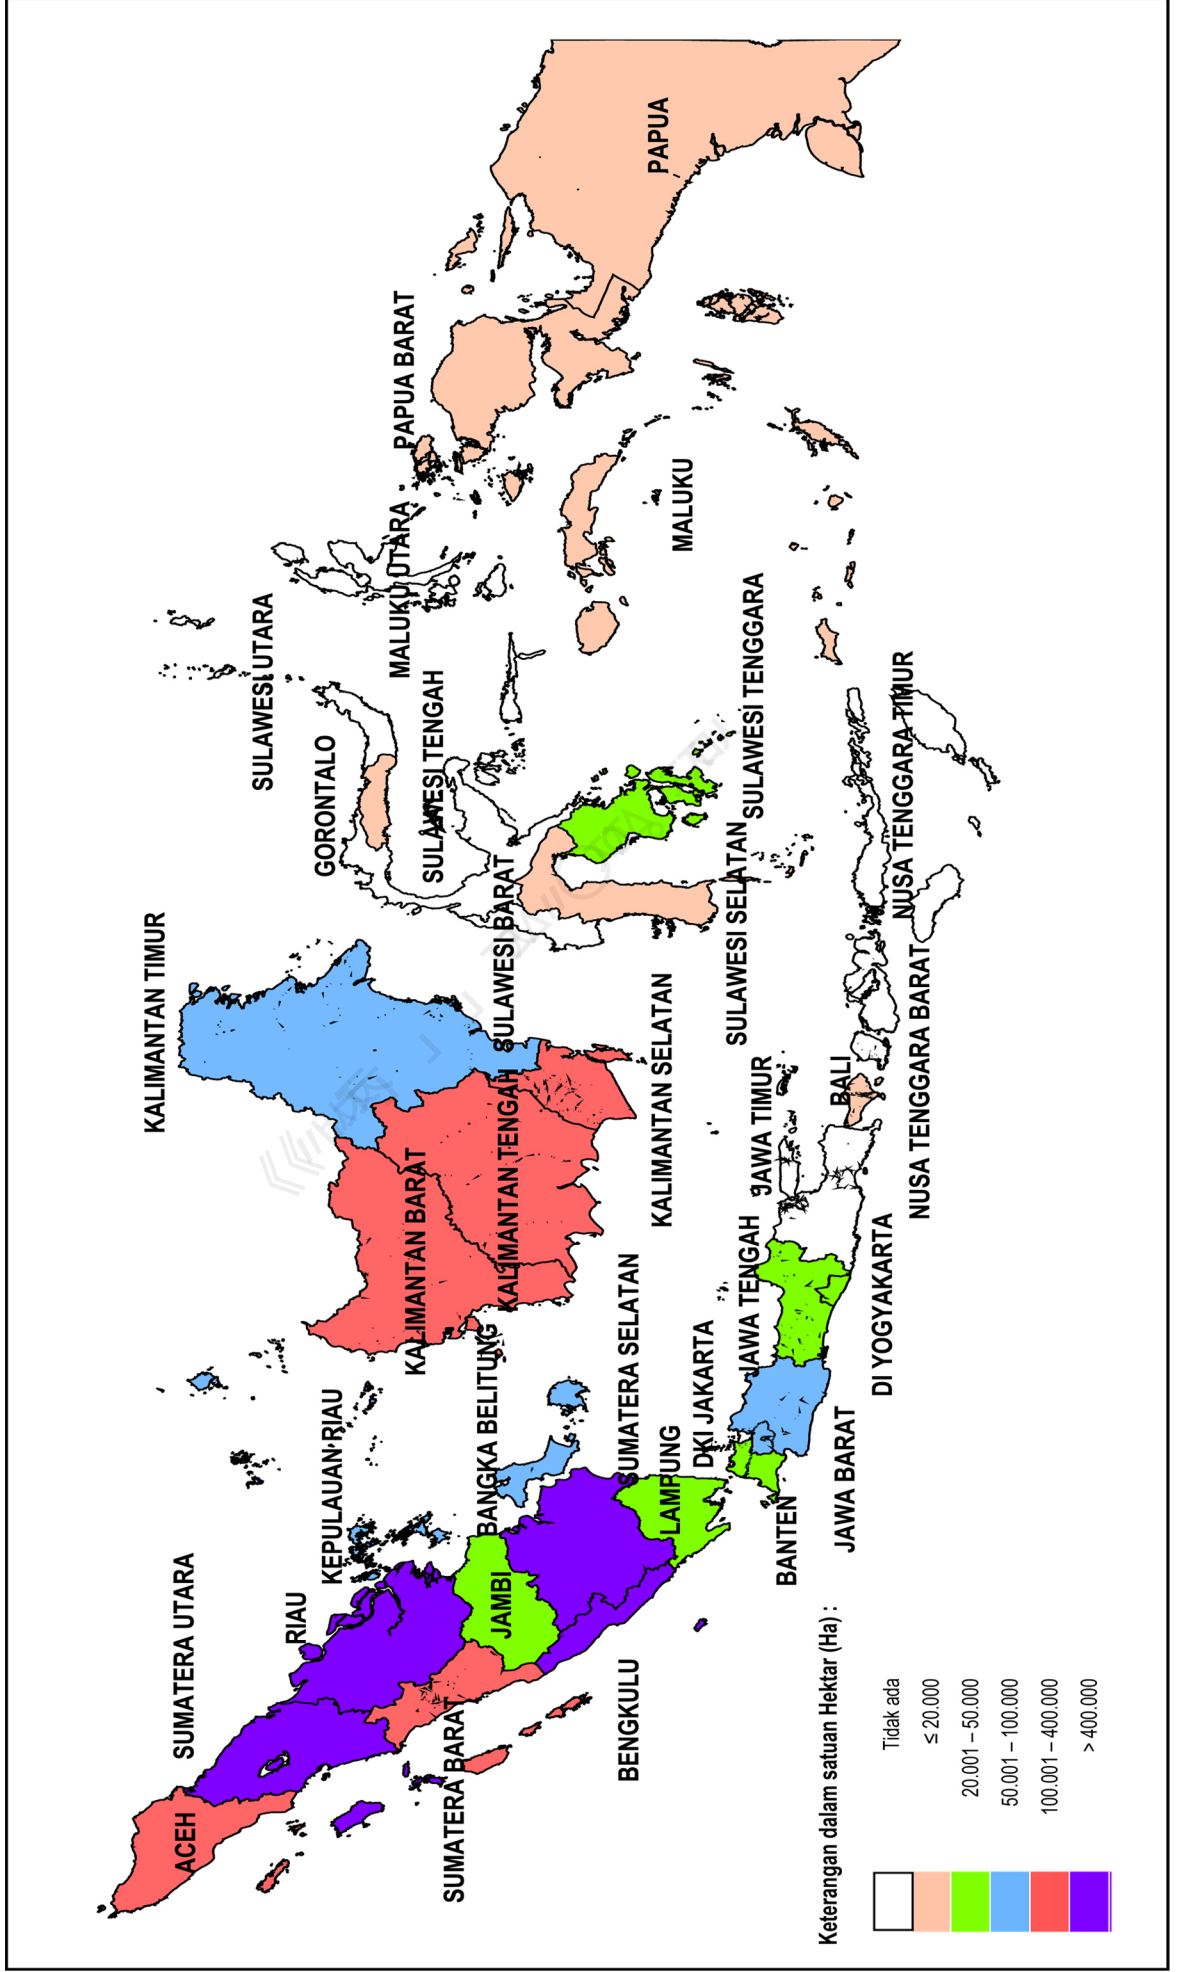 ACEH
SUMATERA UTARA
SUMATERA BARAT
RIAU
KEPULAUAN RIAU
JAMBI
BENGKULU
BANGKA BELITUNG
SUMATERA SELATAN
LAMPUNG
BANTEN
DKI JAKARTA
JAWA BARAT
JAWA TENGAH
DI YOGYAKARTA
JAWA TIMUR
BALI
NUSA TENGGARA BARAT
NUSA TENGGARA TIMUR
KALIMANTAN BARAT
KALIMANTAN TENGAH
KALIMANTAN SELATAN
KALIMANTAN TIMUR
SULAWESI BARAT
SULAWESI SELATAN
SULAWESI TENGGARA
SULAWESI TENGAH
GORONTALO
SULAWESI UTARA
MALUKU UTARA
MALUKU
PAPUA BARAT
PAPUA
Keterangan dalam satuan Hektar (Ha) :
Tidak ada
≤ 20.000
20.001 – 50.000
50.001 – 100.000
100.001 – 400.000
> 400.000